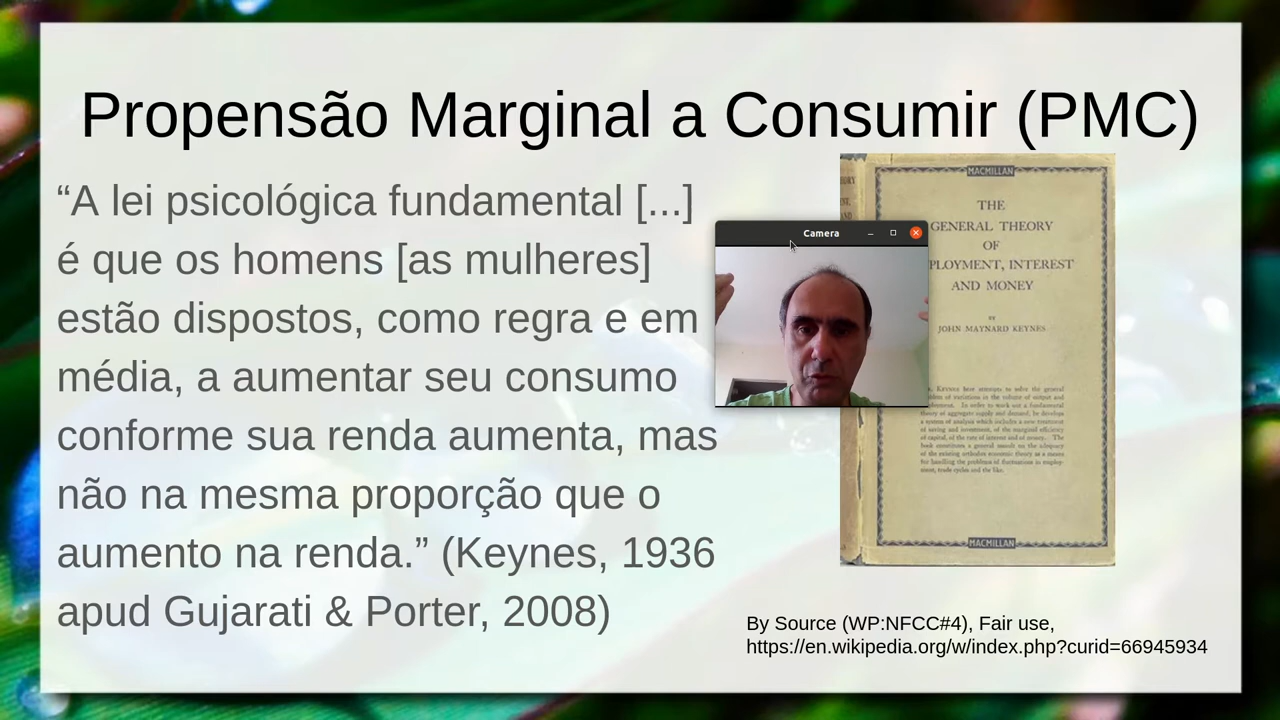 Propensão Marginal a Consumir (PMC)
“A lei psicológica fundamental [...]
é que os homens [as mulheres]
estão dispostos, como regra e em
média, a aumentar seu consumo
conforme sua renda aumenta, mas
não na mesma proporção que o
aumento na renda.” (Keynes, 1936
apud Gujarati & Porter, 2008)
Camera
MACMILLAN
THE
GENERAL THEORY
OF
PLOYMENT, INTEREST
AND MONEY
BY
JOHN MAYNARD KEYNES
MACMILLAN
By Source (WP:NFCC#4), Fair use,
https://en.wikipedia.org/w/index.php?curid=66945934